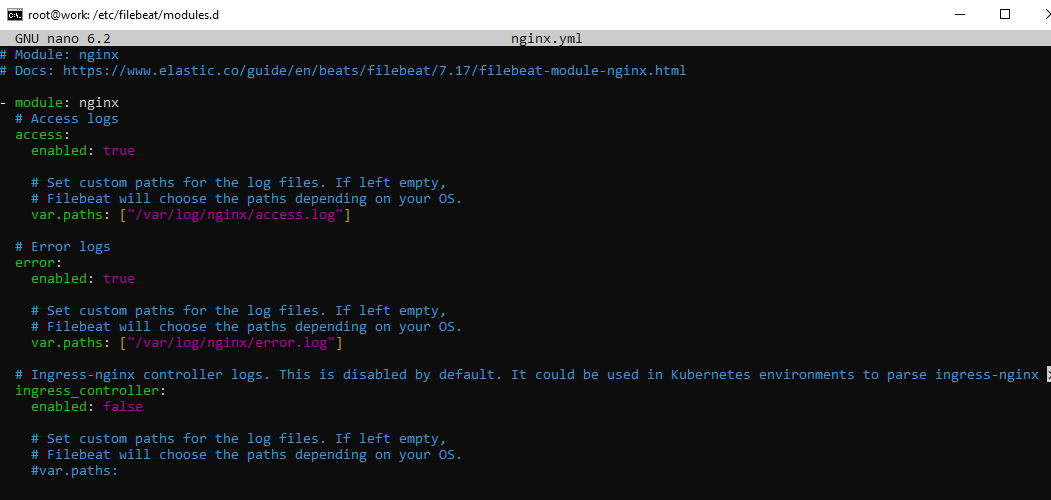 root@work: /etc/filebeat/modules.d
GNU nano 6.2 nginx.yml
# Module: nginx
# Docs: https://www.elastic.co/guide/en/beats/filebeat/7.17/filebeat-module-nginx.html
- module: nginx
# Access logs
access:
enabled: true
# Set custom paths for the log files. If left empty,
# Filebeat will choose the paths depending on your OS.
var.paths: ["/var/log/nginx/access.log"]
# Error logs
error:
enabled: true
# Set custom paths for the log files. If left empty,
# Filebeat will choose the paths depending on your OS.
var.paths: ["/var/log/nginx/error.log"]
# Ingress-nginx controller logs. This is disabled by default. It could be used in Kubernetes environments to parse ingress-nginx >
ingress_controller:
enabled: false
# Set custom paths for the log files. If left empty,
# Filebeat will choose the paths depending on your OS.
#var.paths: